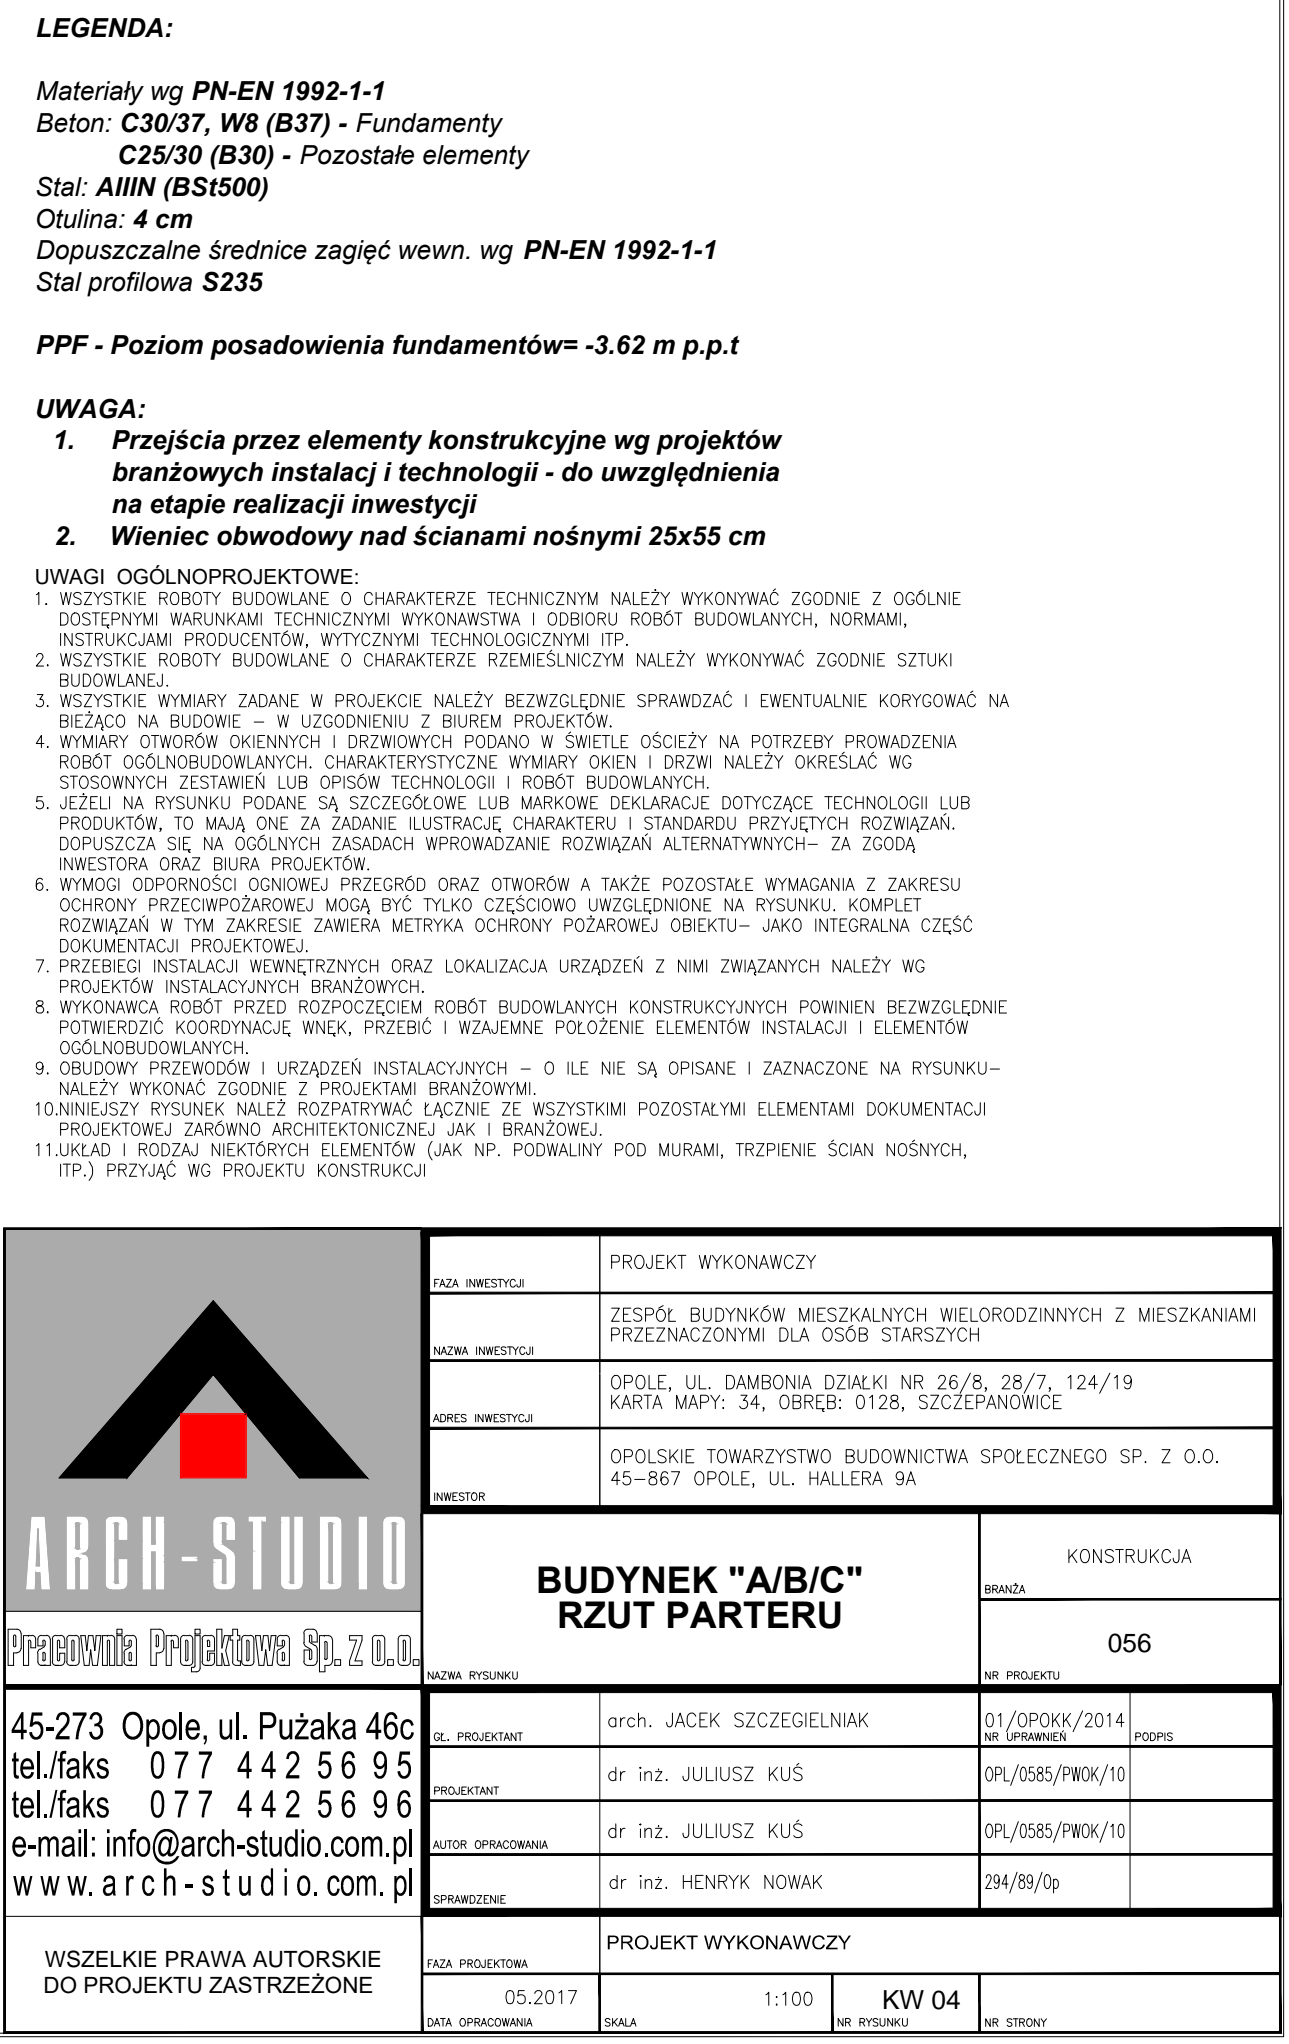 LEGENDA:
Materiały wg PN-EN 1992-1-1
Beton: C30/37, W8 (B37) - Fundamenty
C25/30 (B30) - Pozostałe elementy
Stal: AIIIN (BSt500)
Otulina: 4 cm
Dopuszczalne średnice zagięć wewn. wg PN-EN 1992-1-1
Stal profilowa S235
PPF - Poziom posadowienia fundamentów= -3.62 m p.p.t
UWAGA:
1. Przejścia przez elementy konstrukcyjne wg projektów
branżowych instalacj i technologii - do uwzględnienia
na etapie realizacji inwestycji
2. Wieniec obwodowy nad ścianami nośnymi 25x55 cm
UWAGI OGÓLNOPROJEKTOWE:
1. WSZYSTKIE ROBOTY BUDOWLANE O CHARAKTERZE TECHNICZNYM NALEŻY WYKONYWAĆ ZGODNIE Z OGÓLNIE
DOSTĘPNYMI WARUNKAMI TECHNICZNYMI WYKONAWSTWA I ODBIORU ROBÓT BUDOWLANYCH, NORMAMI,
INSTRUKCJAMI PRODUCENTÓW, WYTYCZNYMI TECHNOLOGICZNYMI ITP.
2. WSZYSTKIE ROBOTY BUDOWLANE O CHARAKTERZE RZEMIEŚLNICZYM NALEŻY WYKONYWAĆ ZGODNIE SZTUKI
BUDOWLANEJ.
3. WSZYSTKIE WYMIARY ZADANE W PROJEKCIE NALEŻY BEZWZGLĘDNIE SPRAWDZAĆ I EWENTUALNIE KORYGOWAĆ NA
BIEŻĄCO NA BUDOWIE – W UZGODNIENIU Z BIUREM PROJEKTÓW.
4. WYMIARY OTWORÓW OKIENNYCH I DRZWIOWYCH PODANO W ŚWIETLE OŚCIEŻY NA POTRZEBY PROWADZENIA
ROBÓT OGÓLNOBUDOWLANYCH. CHARAKTERYSTYCZNE WYMIARY OKIEN I DRZWI NALEŻY OKREŚLAĆ WG
STOSOWNYCH ZESTAWIEŃ LUB OPISÓW TECHNOLOGII I ROBÓT BUDOWLANYCH.
5. JEŻELI NA RYSUNKU PODANE SĄ SZCZEGÓŁOWE LUB MARKOWE DEKLARACJE DOTYCZĄCE TECHNOLOGII LUB
PRODUKTÓW, TO MAJĄ ONE ZA ZADANIE ILUSTRACJĘ CHARAKTERU I STANDARDU PRZYJĘTYCH ROZWIĄZAŃ.
DOPUSZCZA SIĘ NA OGÓLNYCH ZASADACH WPROWADZANIE ROZWIĄZAŃ ALTERNATYWNYCH– ZA ZGODĄ
INWESTORA ORAZ BIURA PROJEKTÓW.
6. WYMOGI ODPORNOŚCI OGNIOWEJ PRZEGRÓD ORAZ OTWORÓW A TAKŻE POZOSTAŁE WYMAGANIA Z ZAKRESU
OCHRONY PRZECIWPOŻAROWEJ MOGĄ BYĆ TYLKO CZĘŚCIOWO UWZGLĘDNIONE NA RYSUNKU. KOMPLET
ROZWIĄZAŃ W TYM ZAKRESIE ZAWIERA METRYKA OCHRONY POŻAROWEJ OBIEKTU– JAKO INTEGRALNA CZĘŚĆ
DOKUMENTACJI PROJEKTOWEJ.
7. PRZEBIEGI INSTALACJI WEWNĘTRZNYCH ORAZ LOKALIZACJA URZĄDZEŃ Z NIMI ZWIĄZANYCH NALEŻY WG
PROJEKTÓW INSTALACYJNYCH BRANŻOWYCH.
8. WYKONAWCA ROBÓT PRZED ROZPOCZĘCIEM ROBÓT BUDOWLANYCH KONSTRUKCYJNYCH POWINIEN BEZWZGLĘDNIE
POTWIERDZIĆ KOORDYNACJĘ WNĘK, PRZEBIĆ I WZAJEMNE POŁOŻENIE ELEMENTÓW INSTALACJI I ELEMENTÓW
OGÓLNOBUDOWLANYCH.
9. OBUDOWY PRZEWODÓW I URZĄDZEŃ INSTALACYJNYCH – O ILE NIE SĄ OPISANE I ZAZNACZONE NA RYSUNKU–
NALEŻY WYKONAĆ ZGODNIE Z PROJEKTAMI BRANŻOWYMI.
10.NINIEJSZY RYSUNEK NALEŻ ROZPATRYWAĆ ŁĄCZNIE ZE WSZYSTKIMI POZOSTAŁYMI ELEMENTAMI DOKUMENTACJI
PROJEKTOWEJ ZARÓWNO ARCHITEKTONICZNEJ JAK I BRANŻOWEJ.
11.UKŁAD I RODZAJ NIEKTÓRYCH ELEMENTÓW (JAK NP. PODWALINY POD MURAMI, TRZPIENIE ŚCIAN NOŚNYCH,
ITP.) PRZYJĄĆ WG PROJEKTU KONSTRUKCJI
ARCH-STUDIO
Pracownia Projektowa Sp. z o.o.
45-273 Opole, ul. Pużaka 46c
tel./faks 077 442 56 95
tel./faks 077 442 56 96
e-mail: info@arch-studio.com.pl
www.arch-studio.com.pl
WSZELKIE PRAWA AUTORSKIE
DO PROJEKTU ZASTRZEŻONE
PROJEKT WYKONAWCZY
FAZA INWESTYCJI
ZESPÓŁ BUDYNKÓW MIESZKALNYCH WIELORODZINNYCH Z MIESZKANIAMI
PRZEZNACZONYMI DLA OSÓB STARSZYCH
NAZWA INWESTYCJI
OPOLE, UL. DAMBONIA DZIAŁKI NR 26/8, 28/7, 124/19
KARTA MAPY: 34, OBRĘB: 0128, SZCZEPANOWICE
ADRES INWESTYCJI
OPOLSKIE TOWARZYSTWO BUDOWNICTWA SPOŁECZNEGO SP. Z O.O.
45–867 OPOLE, UL. HALLERA 9A
INWESTOR
BUDYNEK "A/B/C"
RZUT PARTERU
NAZWA RYSUNKU
KONSTRUKCJA
BRANŻA
056
NR PROJEKTU
GŁ. PROJEKTANT arch. JACEK SZCZEGIELNIAK 01/OPOKK/2014
NR UPRAWNIEŃ PODPIS
PROJEKTANT dr inż. JULIUSZ KUŚ OPL/0585/PWOK/10
AUTOR OPRACOWANIA dr inż. JULIUSZ KUŚ OPL/0585/PWOK/10
SPRAWDZENIE dr inż. HENRYK NOWAK 294/89/Op
FAZA PROJEKTOWA PROJEKT WYKONAWCZY
05.2017 1:100 KW 04
DATA OPRACOWANIA SKALA NR RYSUNKU NR STRONY